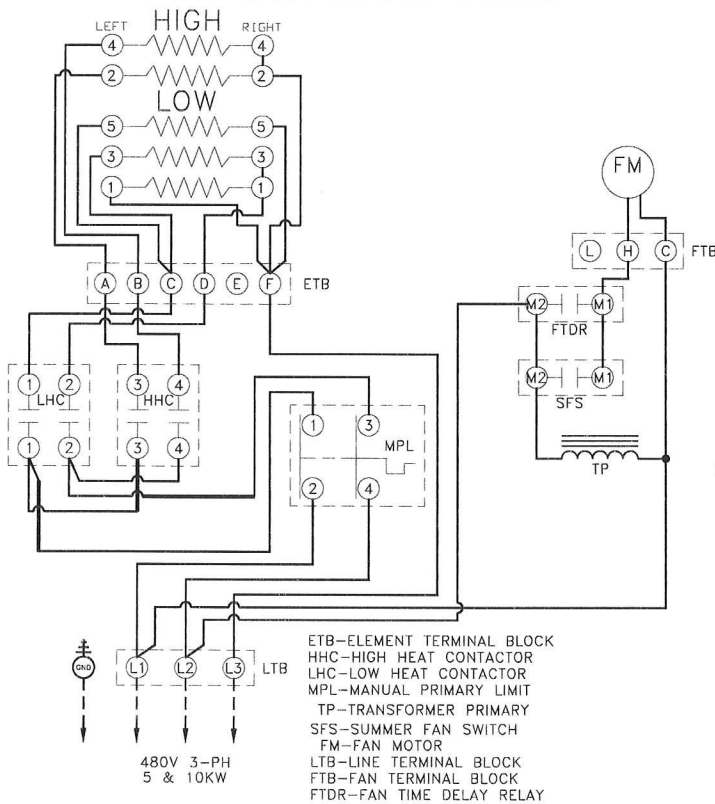 HIGH
LEFT RIGHT
4 4
2 2
LOW
5 5
3 3
1 1
FM
L H C FTB
A B C D E F ETB
M2 M1
FTDR
M2 M1
SFS
TP
1 2 3 4
LHC HHC
1 2 3 4
1 3
MPL
2 4
GND
L1 L2 L3 LTB
480V 3-PH
5 & 10KW
ETB-ELEMENT TERMINAL BLOCK
HHC-HIGH HEAT CONTACTOR
LHC-LOW HEAT CONTACTOR
MPL-MANUAL PRIMARY LIMIT
TP-TRANSFORMER PRIMARY
SFS-SUMMER FAN SWITCH
FM-FAN MOTOR
LTB-LINE TERMINAL BLOCK
FTB-FAN TERMINAL BLOCK
FTDR-FAN TIME DELAY RELAY